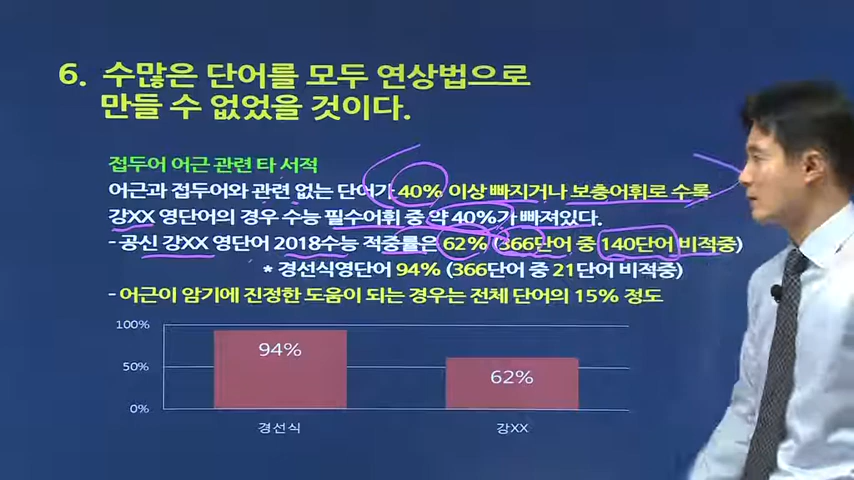 6. 수많은 단어를 모두 연상법으로
만들 수 없었을 것이다.
접두어 어근 관련 타 서적
어근과 접두어와 관련 없는 단어가 40% 이상 빠지거나 보충어휘로 수록
강XX 영단어의 경우 수능 필수어휘 중 약 40%가 빠져있다.
- 공신 강XX 영단어 2018수능 적중률은 62% (366단어 중 140단어 비적중)
* 경선식영단어 94% (366단어 중 21단어 비적중)
- 어근이 암기에 진정한 도움이 되는 경우는 전체 단어의 15% 정도
100%
94%
50%
62%
0%
경선식
강XX